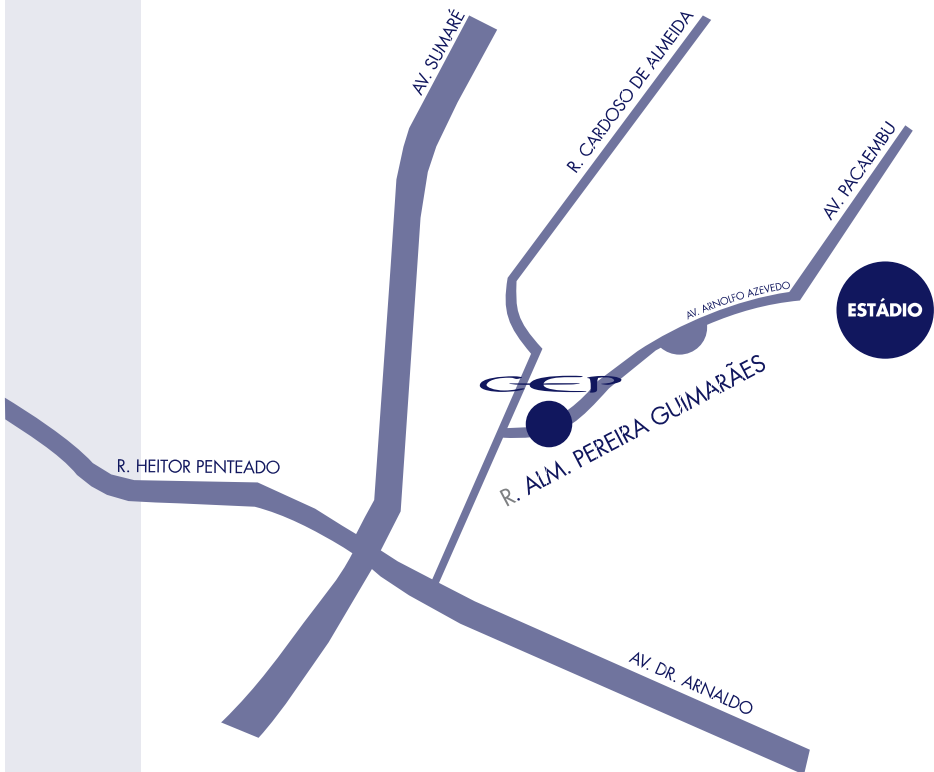 AV. SUMARÉ
R. CARDOSO DE ALMEIDA
AV. PACAEMBU
AV. ARNOLFO AZEVEDO
ESTÁDIO
CEP
R. ALM. PEREIRA GUIMARÃES
R. HEITOR PENTEADO
AV. DR. ARNALDO